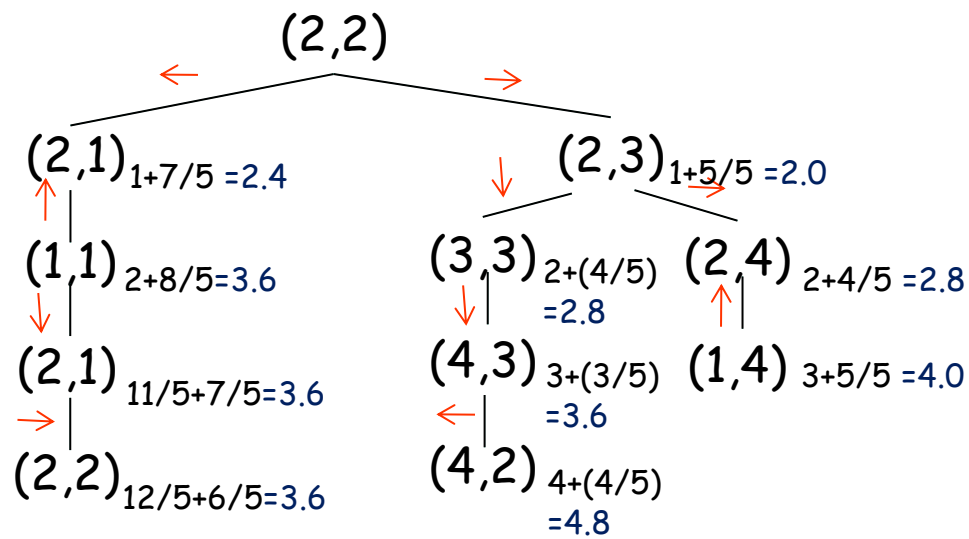 (2,2)
(2,1) 1+7/5 =2.4
(2,3) 1+5/5 =2.0
(1,1) 2+8/5=3.6
(3,3) 2+(4/5)
=2.8
(2,4) 2+4/5 =2.8
(2,1) 11/5+7/5=3.6
(4,3) 3+(3/5)
=3.6
(1,4) 3+5/5 =4.0
(2,2) 12/5+6/5=3.6
(4,2) 4+(4/5)
=4.8